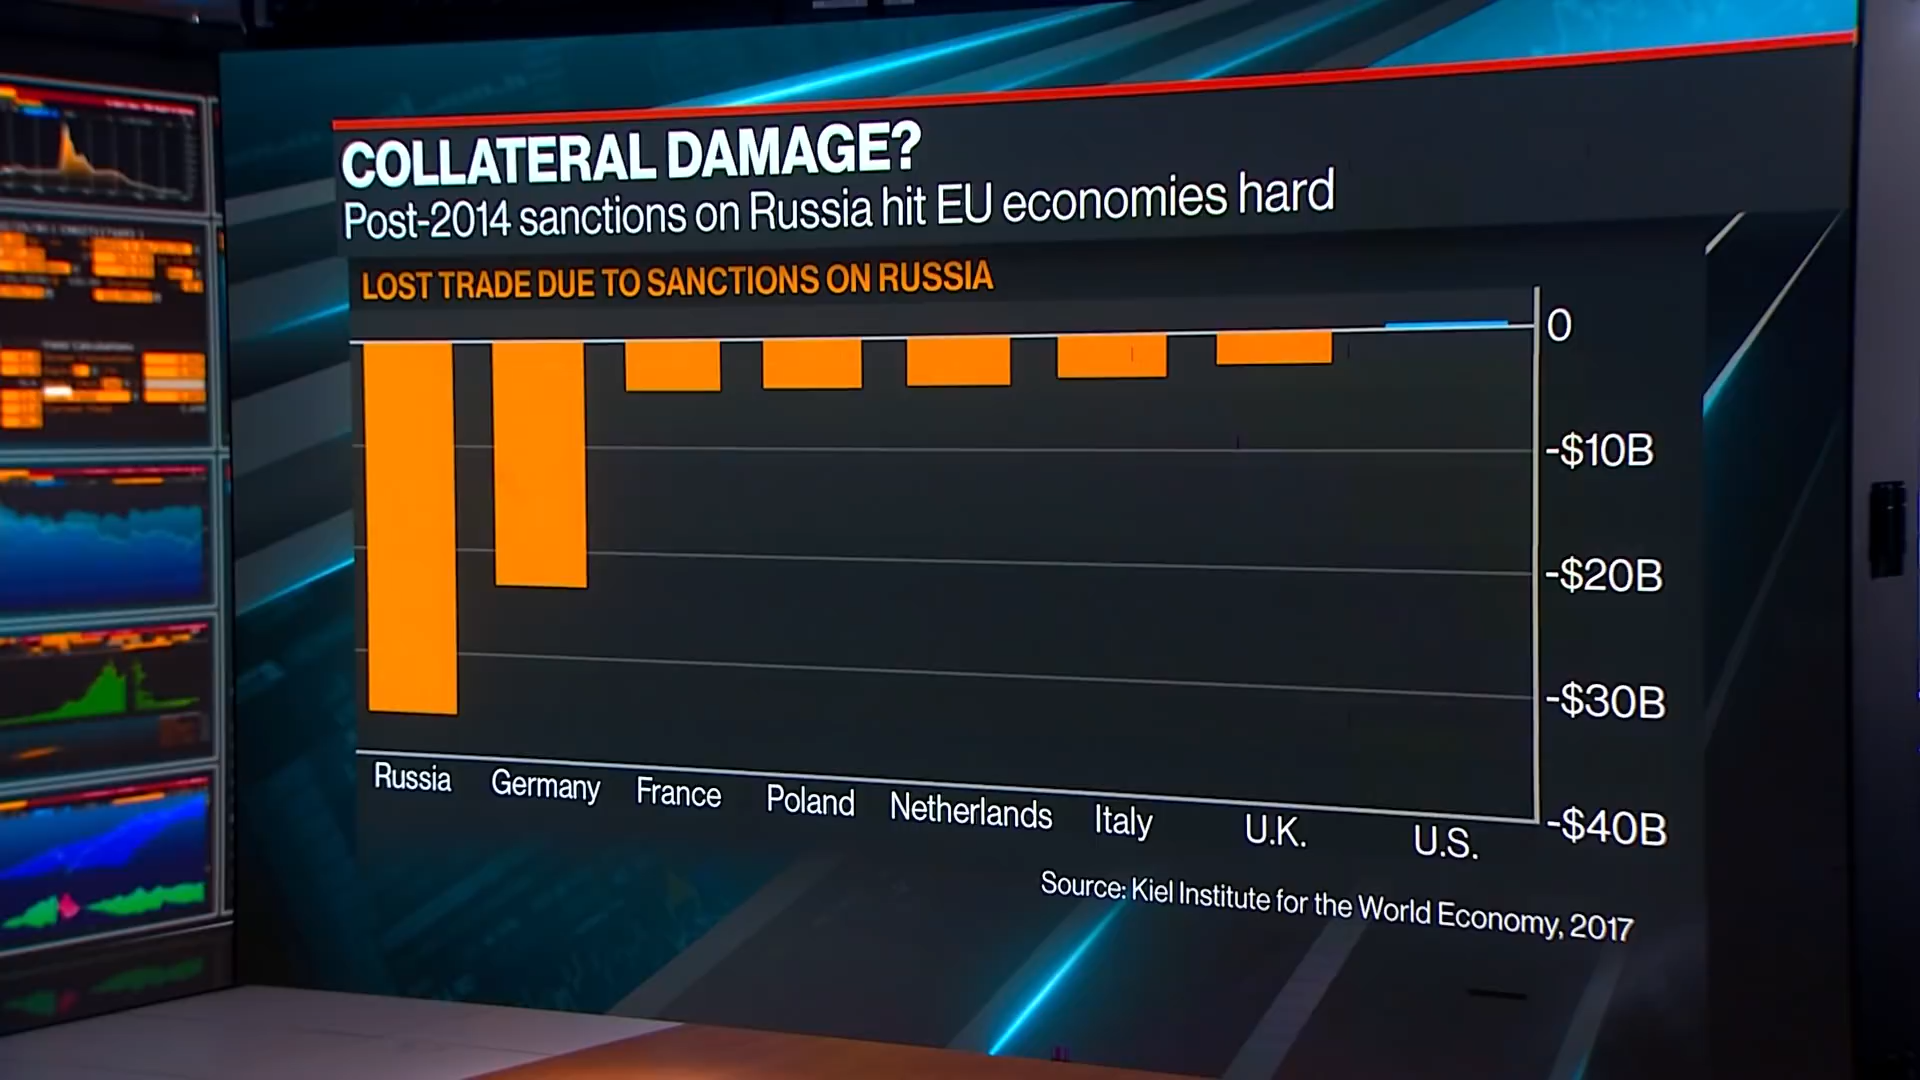 COLLATERAL DAMAGE?
Post-2014 sanctions on Russia hit EU economies hard
LOST TRADE DUE TO SANCTIONS ON RUSSIA
0
-$10B
-$20B
-$30B
-$40B
Russia Germany France Poland Netherlands Italy U.K. U.S.
Source: Kiel Institute for the World Economy, 2017